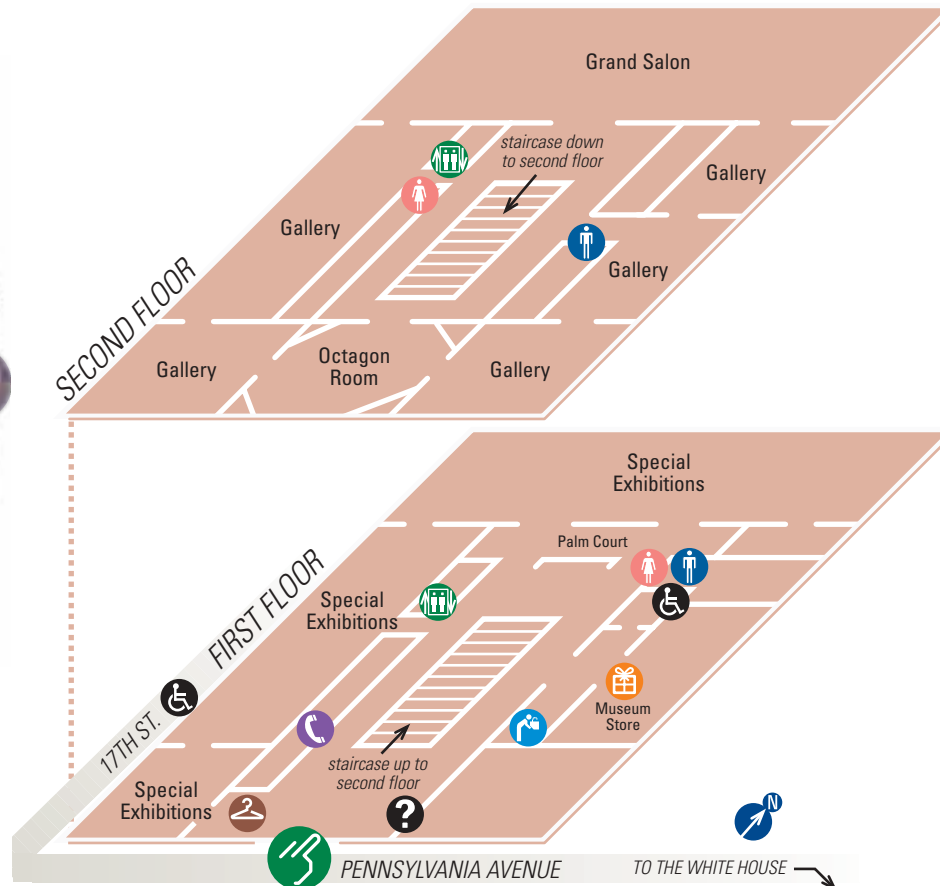 Grand Salon
staircase down
to second floor
Gallery
Gallery
Gallery
SECOND FLOOR
Gallery
Octagon
Room
Gallery
Special
Exhibitions
Palm Court
FIRST FLOOR
Special
Exhibitions
Museum
Store
17TH ST.
staircase up to
second floor
Special
Exhibitions
?
N
PENNSYLVANIA AVENUE
TO THE WHITE HOUSE